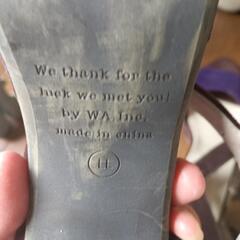 We thank for the
luck we met you!
by WA, Inc.
made in china
H